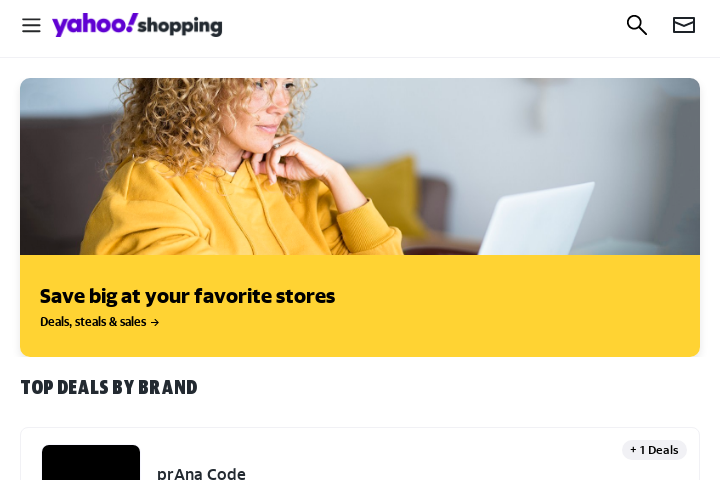 yahoo! shopping
Save big at your favorite stores
Deals, steals & sales →
TOP DEALS BY BRAND
+ 1 Deals
prAna Code